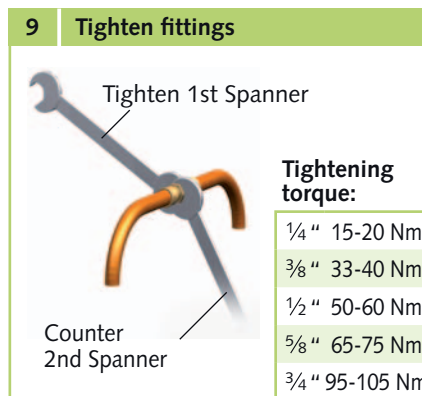 9 Tighten fittings
Tighten 1st Spanner
Tightening
torque:
¼ “ 15-20 Nm
⅜ “ 33-40 Nm
½ “ 50-60 Nm
⅝ “ 65-75 Nm
¾ “ 95-105 Nm
Counter
2nd Spanner